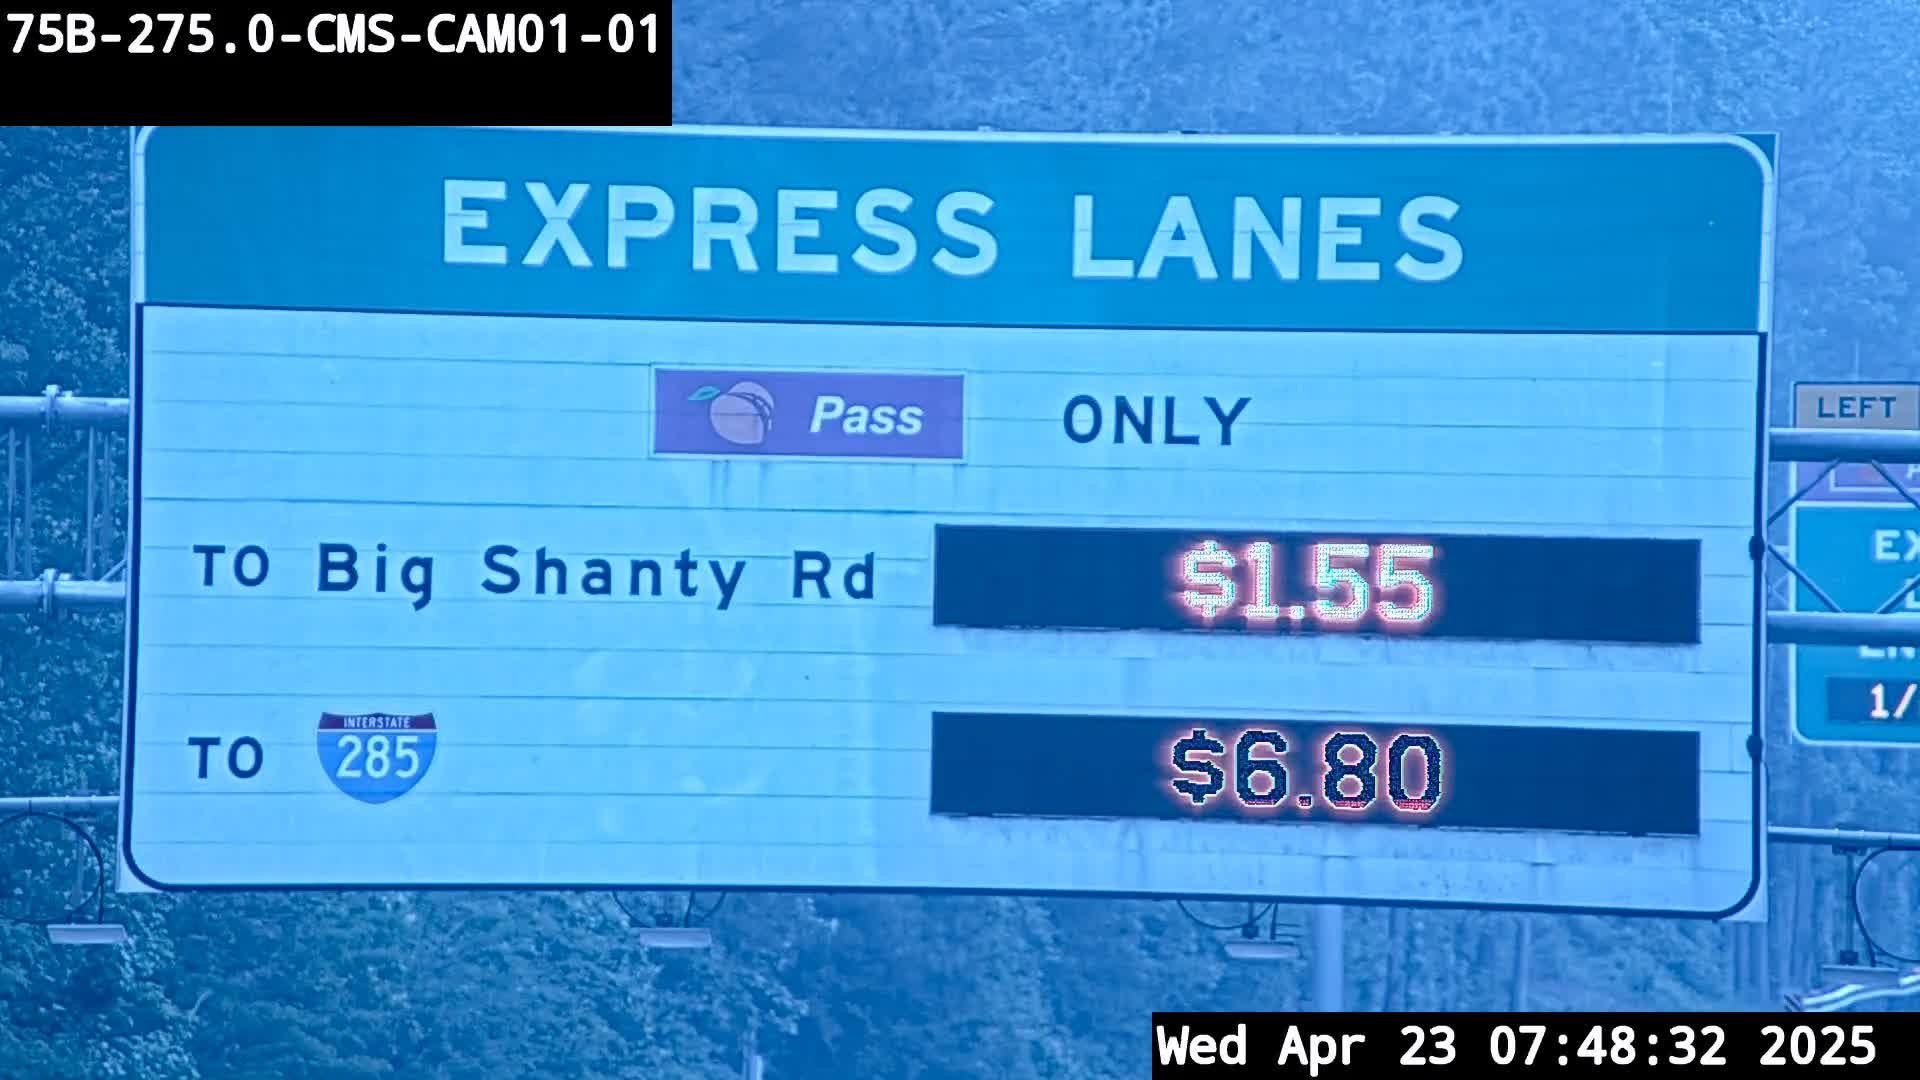 75B-275.0-CMS-CAM01-01
EXPRESS LANES
Pass ONLY
LEFT
TO Big Shanty Rd $1.55
TO INTERSTATE 285 $6.80
1/
Wed Apr 23 07:48:32 2025